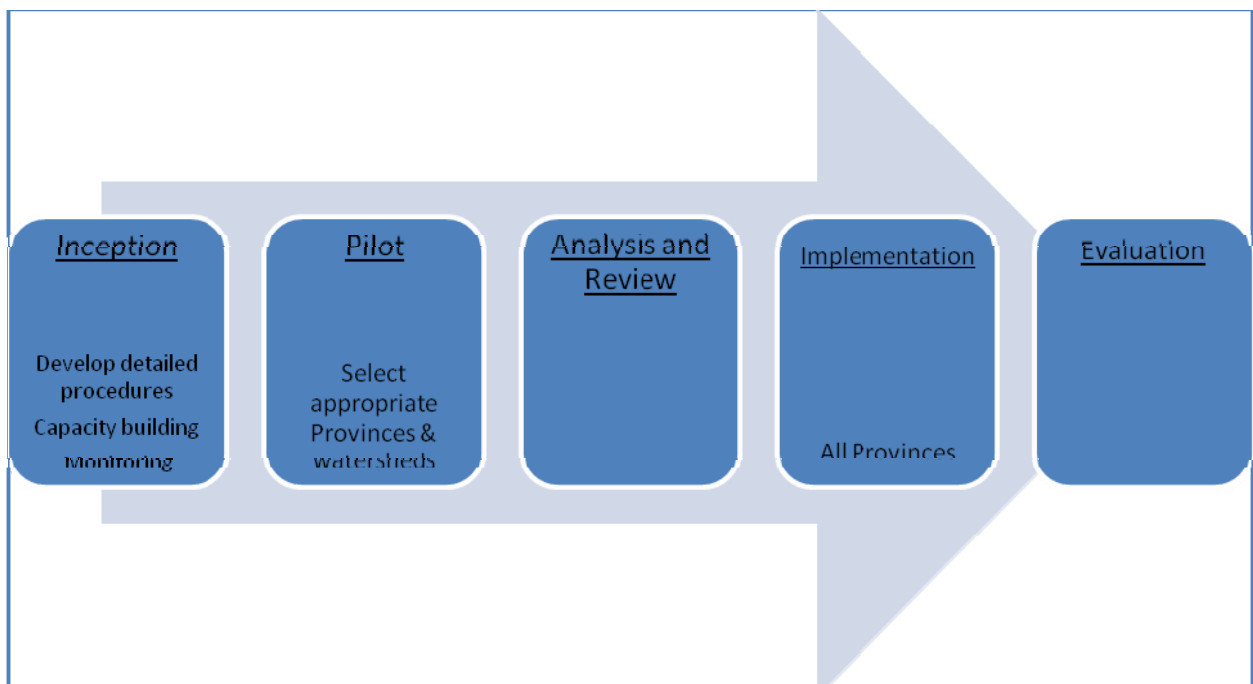 Inception
Develop detailed
procedures
Capacity building
Monitoring
Pilot
Select
appropriate
Provinces &
watersheds
Analysis and
Review
Implementation
All Provinces
Evaluation